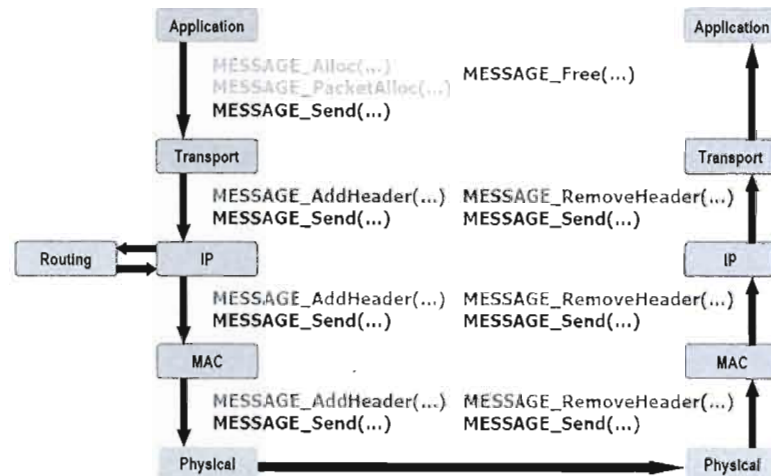 Application
Application
MESSAGE_Alloc(...)
MESSAGE_PacketAlloc(...)
MESSAGE_Send(...)
MESSAGE_Free(...)
Transport
Transport
MESSAGE_AddHeader(...) MESSAGE_RemoveHeader(...)
MESSAGE_Send(...) MESSAGE_Send(...)
Routing
IP
IP
MESSAGE_AddHeader(...) MESSAGE_RemoveHeader(...)
MESSAGE_Send(...) MESSAGE_Send(...)
MAC
MAC
MESSAGE_AddHeader(...) MESSAGE_RemoveHeader(...)
MESSAGE_Send(...) MESSAGE_Send(...)
Physical
Physical